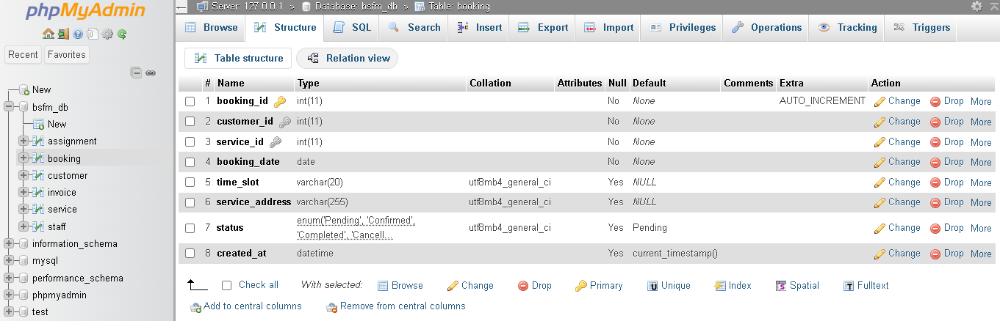 phpMyAdmin
Recent Favorites
New
bsfm_db
New
assignment
booking
customer
invoice
service
staff
information_schema
mysql
performance_schema
phpmyadmin
test
Server: 127.0.0.1 » Database: bsfm_db » Table: booking
Browse Structure SQL Search Insert Export Import Privileges Operations Tracking Triggers
Table structure Relation view
# Name Type Collation Attributes Null Default Comments Extra Action
1 booking_id int(11) No None AUTO_INCREMENT Change Drop More
2 customer_id int(11) No None Change Drop More
3 service_id int(11) No None Change Drop More
4 booking_date date No None Change Drop More
5 time_slot varchar(20) utf8mb4_general_ci Yes NULL Change Drop More
6 service_address varchar(255) utf8mb4_general_ci Yes NULL Change Drop More
7 status enum('Pending', 'Confirmed', 'Completed', 'Cancell... utf8mb4_general_ci Yes Pending Change Drop More
8 created_at datetime Yes current_timestamp() Change Drop More
Check all With selected: Browse Change Drop Primary Unique Index Spatial Fulltext
Add to central columns Remove from central columns